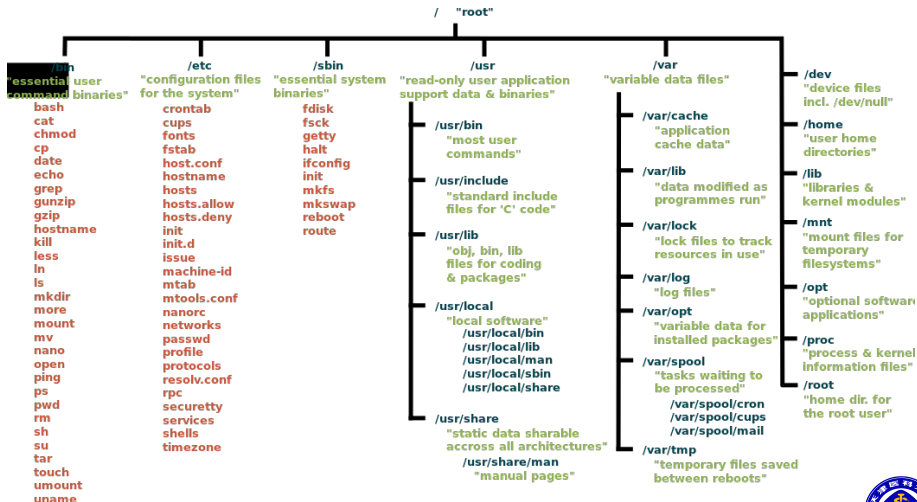 / "root"
/bin
"essential user
command binaries"
bash
cat
chmod
cp
date
echo
grep
gunzip
gzip
hostname
kill
less
ln
ls
mkdir
more
mount
mv
nano
open
ping
ps
pwd
rm
sh
su
tar
touch
umount
uname
/etc
"configuration files
for the system"
crontab
cups
fonts
fstab
host.conf
hostname
hosts
hosts.allow
hosts.deny
init
init.d
issue
machine-id
mtab
mtools.conf
nanorc
networks
passwd
profile
protocols
resolv.conf
rpc
securetty
services
shells
timezone
/sbin
"essential system
binaries"
fdisk
fsck
getty
halt
ifconfig
init
mkfs
mkswap
reboot
route
/usr
"read-only user application
support data & binaries"
/usr/bin
"most user
commands"
/usr/include
"standard include
files for 'C' code"
/usr/lib
"obj, bin, lib
files for coding
& packages"
/usr/local
"local software"
/usr/local/bin
/usr/local/lib
/usr/local/man
/usr/local/sbin
/usr/local/share
/usr/share
"static data sharable
accross all architectures"
/usr/share/man
"manual pages"
/var
"variable data files"
/var/cache
"application
cache data"
/var/lib
"data modified as
programmes run"
/var/lock
"lock files to track
resources in use"
/var/log
"log files"
/var/opt
"variable data for
installed packages"
/var/spool
"tasks waiting to
be processed"
/var/spool/cron
/var/spool/cups
/var/spool/mail
/var/tmp
"temporary files saved
between reboots"
/dev
"device files
incl. /dev/null"
/home
"user home
directories"
/lib
"libraries &
kernel modules"
/mnt
"mount files for
temporary
filesystems"
/opt
"optional software
applications"
/proc
"process & kernel
information files"
/root
"home dir. for
the root user"